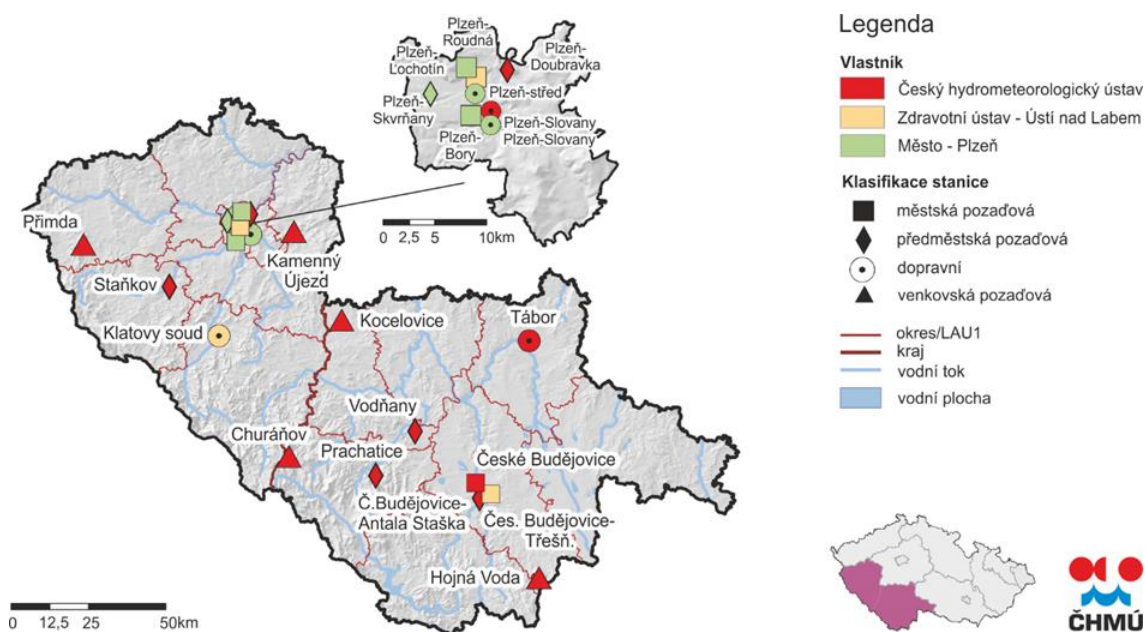 Plzeň-
Roudná
Plzeň-
Lochotín
Plzeň-
Doubravka
Plzeň-střed
Plzeň-
Skvrňany
Plzeň-Slovany
Plzeň-Slovany
Plzeň-
Bory
0 2,5 5 10km
Přimda
Kamenný
Újezd
Staňkov
Klatovy soud
Kocelovice
Tábor
Vodňany
Churáňov
Prachatice
České Budějovice
Č.Budějovice-
Antala Staška
Čes. Budějovice-
Třešň.
Hojná Voda
0 12,5 25 50km
Legenda
Vlastník
Český hydrometeorologický ústav
Zdravotní ústav - Ústí nad Labem
Město - Plzeň
Klasifikace stanice
městská pozaďová
předměstská pozaďová
dopravní
venkovská pozaďová
okres/LAU1
kraj
vodní tok
vodní plocha
ČHMÚ